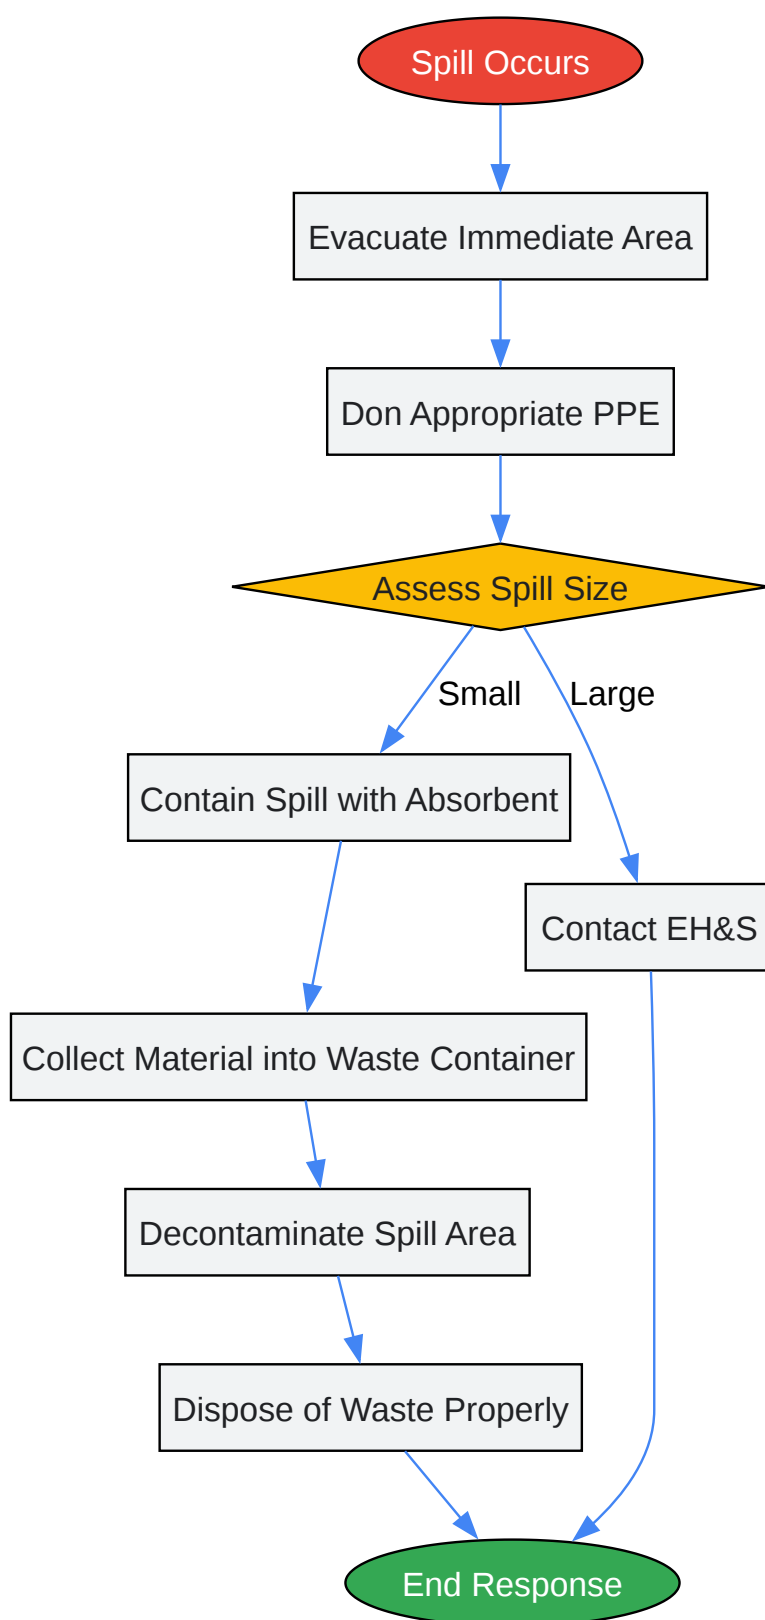 Spill Occurs
Evacuate Immediate Area
Don Appropriate PPE
Assess Spill Size
Small
Large
Contain Spill with Absorbent
Contact EH&S
Collect Material into Waste Container
Decontaminate Spill Area
Dispose of Waste Properly
End Response